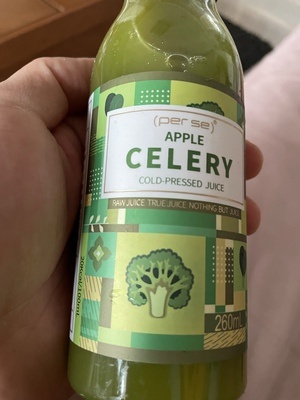 (per se)
APPLE
CELERY
COLD-PRESSED JUICE
RAW JUICE TRUE JUICE NOTHING BUT JUICE
260mL